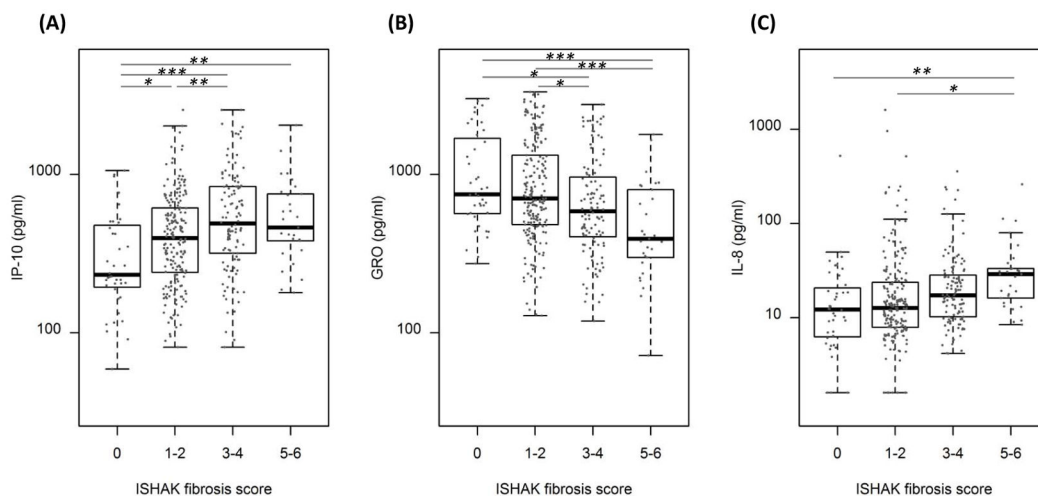 (A)
**
***
* **
1000
100
IP-10 (pg/ml)
0 1-2 3-4 5-6
ISHAK fibrosis score
(B)
***
***
*
*
1000
100
GRO (pg/ml)
0 1-2 3-4 5-6
ISHAK fibrosis score
(C)
**
*
1000
100
10
IL-8 (pg/ml)
0 1-2 3-4 5-6
ISHAK fibrosis score